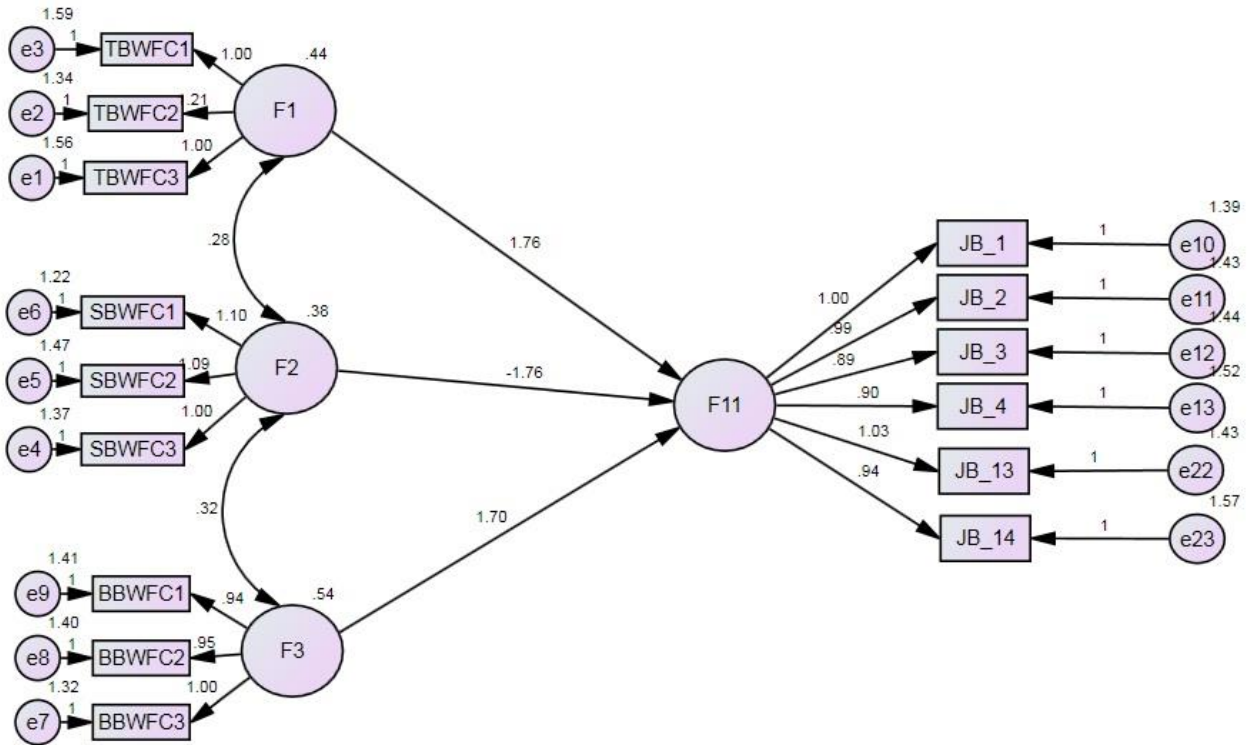 1.59
e3
1
TBWFC1
1.00
.44
1.34
e2
1
TBWFC2
.21
F1
1.56
e1
1
TBWFC3
1.00
.28
1.76
1.22
e6
1
SBWFC1
1.10
.38
1.47
e5
1
SBWFC2
1.09
F2
1.37
e4
1
SBWFC3
1.00
-1.76
.32
1.70
1.41
e9
1
BBWFC1
.94
.54
1.40
e8
1
BBWFC2
.95
F3
1.32
e7
1
BBWFC3
1.00
F11
1.00
JB_1
1
e10
1.39
.99
JB_2
1
e11
1.43
.89
JB_3
1
e12
1.44
.90
JB_4
1
e13
1.52
1.03
JB_13
1
e22
1.43
.94
JB_14
1
e23
1.57